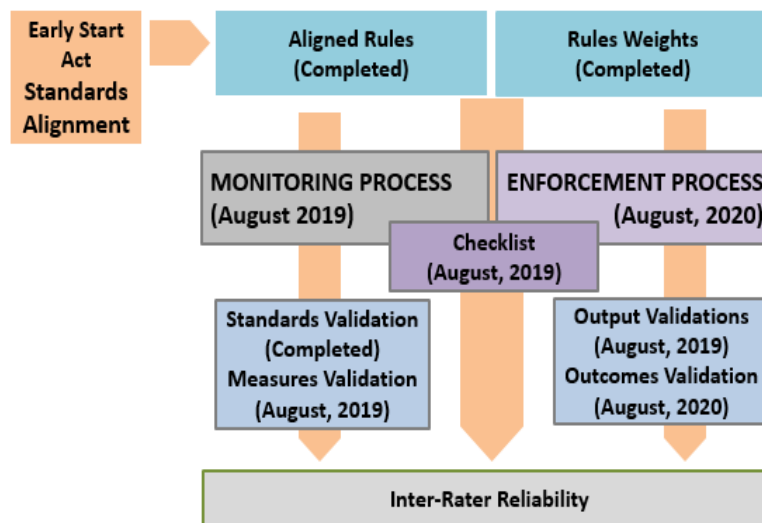 Early Start
Act
Standards
Alignment
Aligned Rules
(Completed)
Rules Weights
(Completed)
MONITORING PROCESS
(August 2019)
ENFORCEMENT PROCESS
(August, 2020)
Checklist
(August, 2019)
Standards Validation
(Completed)
Measures Validation
(August, 2019)
Output Validations
(August, 2019)
Outcomes Validation
(August, 2020)
Inter-Rater Reliability